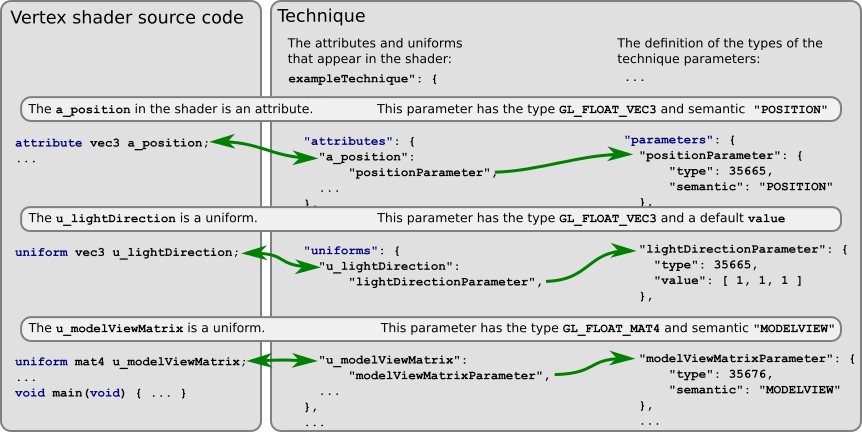 Vertex shader source code
Technique
The attributes and uniforms
that appear in the shader:
exampleTechnique": {
The definition of the types of the
technique parameters:
...
The a_position in the shader is an attribute.
This parameter has the type GL_FLOAT_VEC3 and semantic "POSITION"
attribute vec3 a_position;
...
"attributes": {
"a_position":
"positionParameter",
...
},
"parameters": {
"positionParameter": {
"type": 35665,
"semantic": "POSITION"
},
The u_lightDirection is a uniform.
This parameter has the type GL_FLOAT_VEC3 and a default value
uniform vec3 u_lightDirection;
"uniforms": {
"u_lightDirection":
"lightDirectionParameter",
"lightDirectionParameter": {
"type": 35665,
"value": [ 1, 1, 1 ]
},
The u_modelViewMatrix is a uniform.
This parameter has the type GL_FLOAT_MAT4 and semantic "MODELVIEW"
uniform mat4 u_modelViewMatrix;
...
void main(void) { ... }
"u_modelViewMatrix":
"modelViewMatrixParameter",
...
},
...
"modelViewMatrixParameter": {
"type": 35676,
"semantic": "MODELVIEW"
},
...